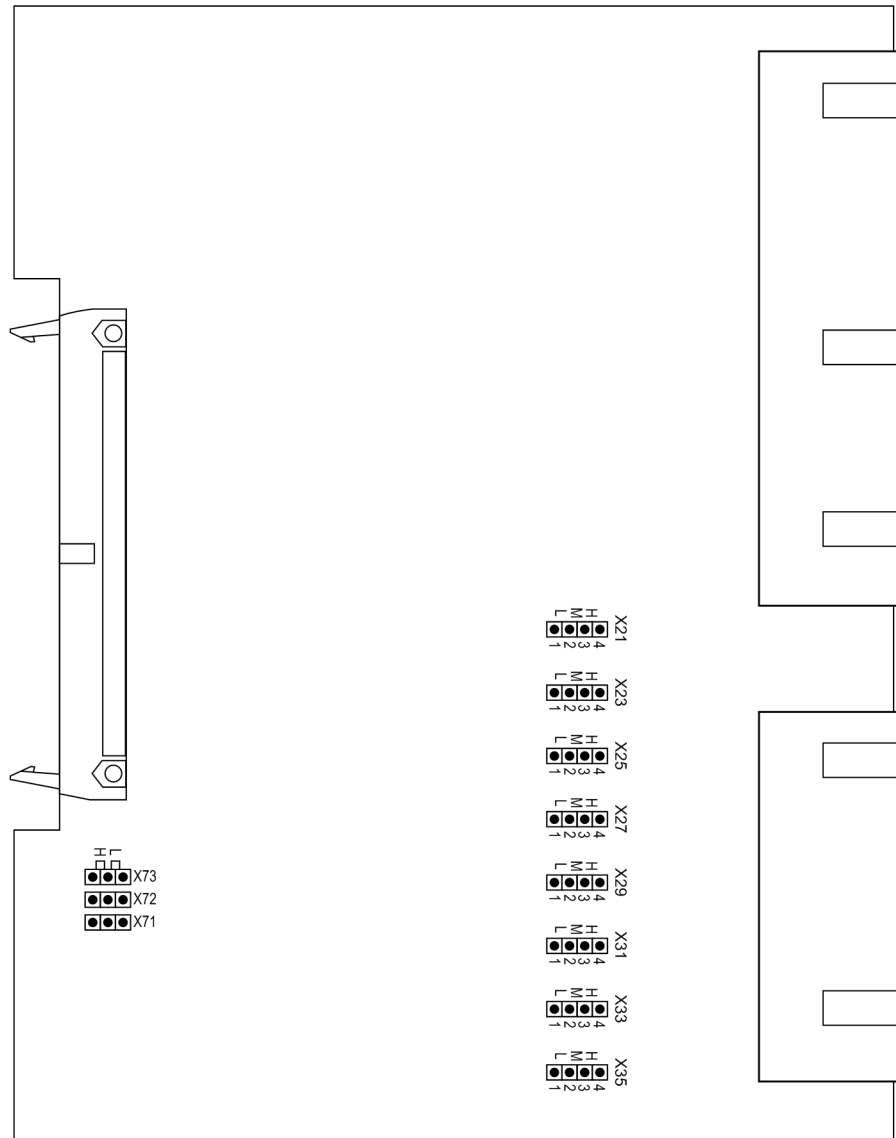 L M H X21
1 2 3 4
L M H X23
1 2 3 4
L M H X25
1 2 3 4
L M H X27
1 2 3 4
L M H X29
1 2 3 4
L M H X31
1 2 3 4
L M H X33
1 2 3 4
L M H X35
1 2 3 4
H L
X73
X72
X71